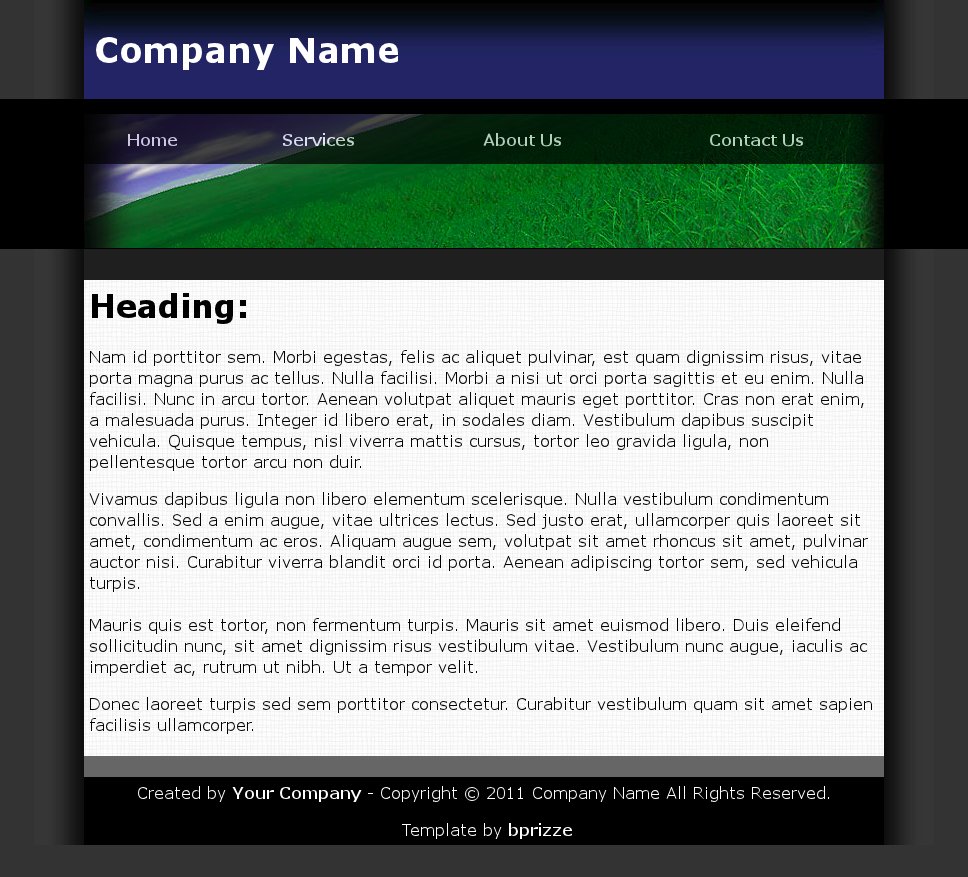 Company Name
Home Services About Us Contact Us
Heading:
Nam id porttitor sem. Morbi egestas, felis ac aliquet pulvinar, est quam dignissim risus, vitae
porta magna purus ac tellus. Nulla facilisi. Morbi a nisi ut orci porta sagittis et eu enim. Nulla
facilisi. Nunc in arcu tortor. Aenean volutpat aliquet mauris eget porttitor. Cras non erat enim,
a malesuada purus. Integer id libero erat, in sodales diam. Vestibulum dapibus suscipit
vehicula. Quisque tempus, nisl viverra mattis cursus, tortor leo gravida ligula, non
pellentesque tortor arcu non duir.
Vivamus dapibus ligula non libero elementum scelerisque. Nulla vestibulum condimentum
convallis. Sed a enim augue, vitae ultrices lectus. Sed justo erat, ullamcorper quis laoreet sit
amet, condimentum ac eros. Aliquam augue sem, volutpat sit amet rhoncus sit amet, pulvinar
auctor nisi. Curabitur viverra blandit orci id porta. Aenean adipiscing tortor sem, sed vehicula
turpis.
Mauris quis est tortor, non fermentum turpis. Mauris sit amet euismod libero. Duis eleifend
sollicitudin nunc, sit amet dignissim risus vestibulum vitae. Vestibulum nunc augue, iaculis ac
imperdiet ac, rutrum ut nibh. Ut a tempor velit.
Donec laoreet turpis sed sem porttitor consectetur. Curabitur vestibulum quam sit amet sapien
facilisis ullamcorper.
Created by Your Company - Copyright © 2011 Company Name All Rights Reserved.
Template by bprizze